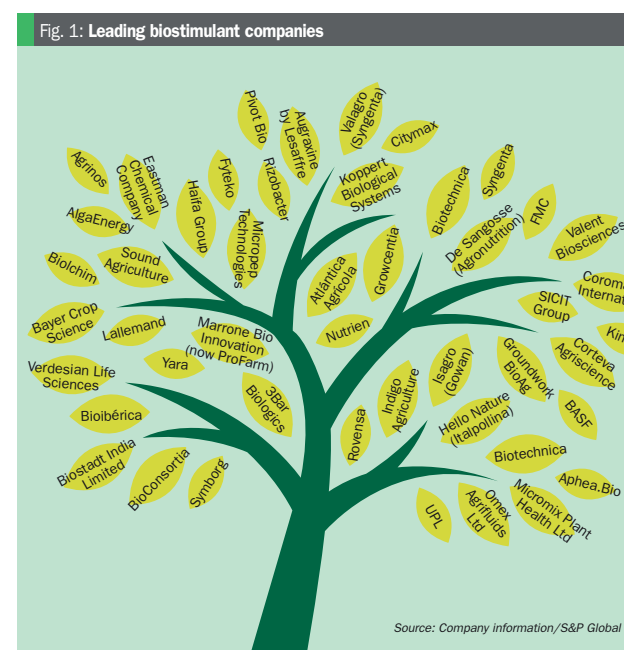 Fig. 1: Leading biostimulant companies
Pivot Bio
Augraxine
by Lesaffre
Valagro
(Syngenta)
Citymax
Agrinos
Eastman
Chemical
Company
Fyteko
Rizobacter
Koppert
Biological
Systems
Biotechnica
Syngenta
AlgaEnergy
Haifa Group
Micropep
Technologies
De Sangosse
(Agronutrition)
FMC
Valent
Biosciences
Biolchim
Sound
Agriculture
Atlántica
Agrícola
Growcentia
Coroma
Internat
SICIT
Group
Bayer Crop
Science
Lallemand
Marrone Bio
Innovation
(now ProFarm)
Nutrien
Kin
Verdesian Life
Sciences
Yara
3Bar
Biologics
Indigo
Agriculture
Isagro
(Gowan)
Groundwork
BioAg
Corteva
Agriscience
Bioibérica
Rovensa
Hello Nature
(Italpollina)
BASF
Biostadt India
Limited
BioConsortia
Symborg
Biotechnica
Aphea.Bio
UPL
Omex
Agrifluids
Ltd
Micromix Plant
Health Ltd
Source: Company information/S&P Global